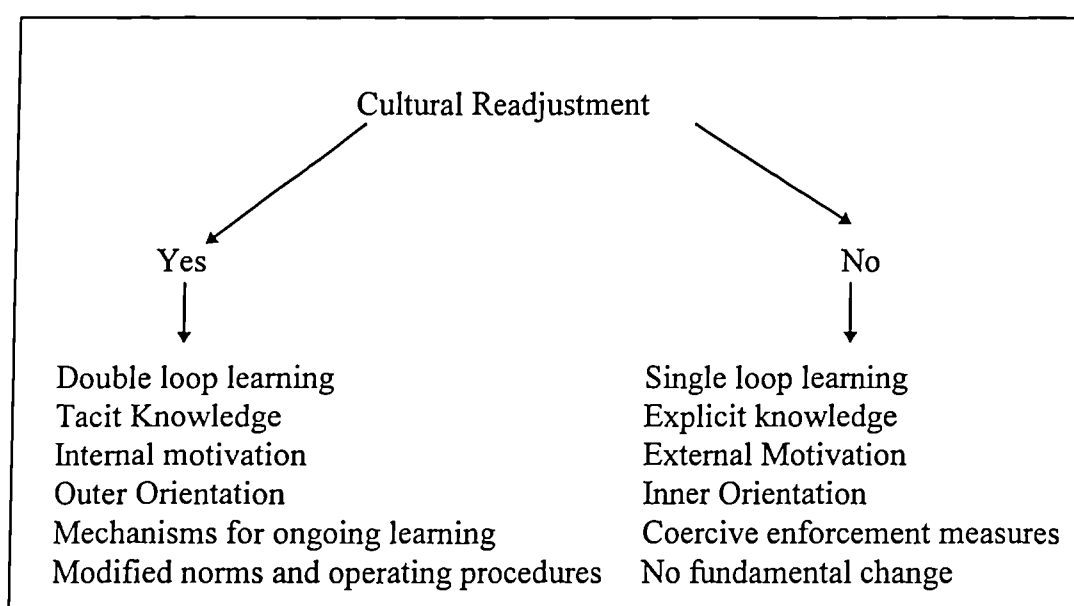 Cultural Readjustment
Yes
No
Double loop learning
Tacit Knowledge
Internal motivation
Outer Orientation
Mechanisms for ongoing learning
Modified norms and operating procedures
Single loop learning
Explicit knowledge
External Motivation
Inner Orientation
Coercive enforcement measures
No fundamental change